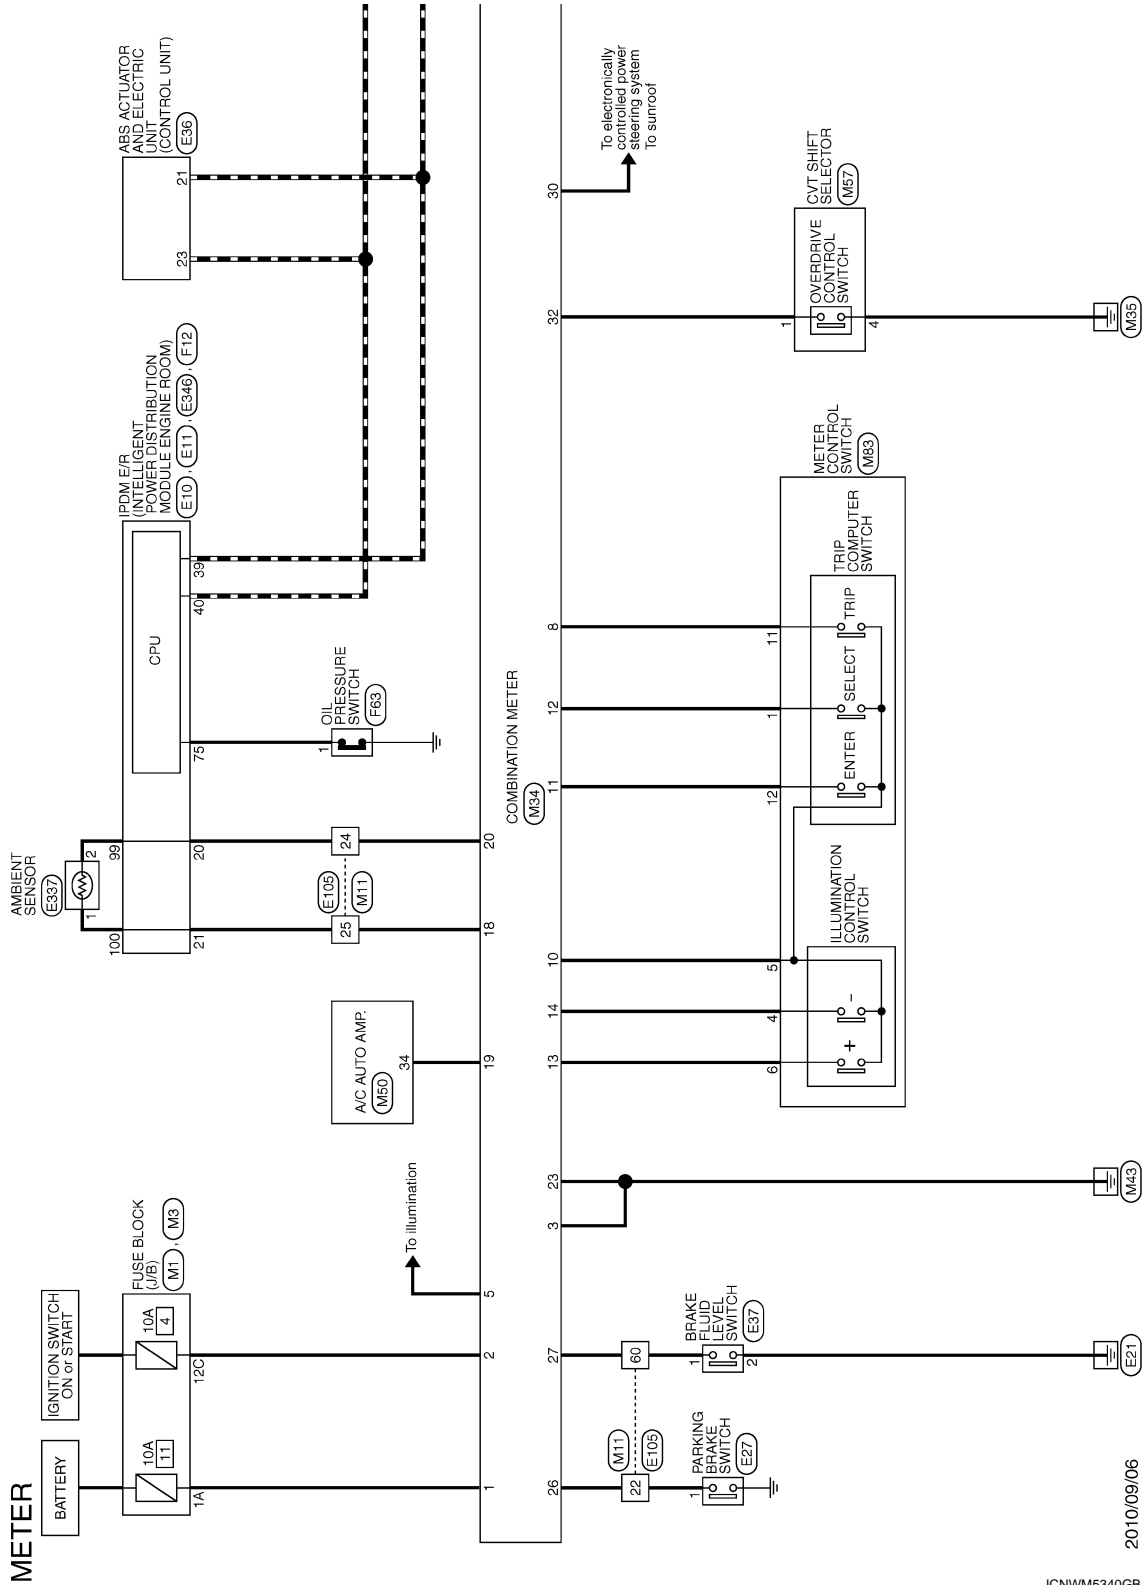 METER
BATTERY
IGNITION SWITCH
ON or START
FUSE BLOCK
(J/B)
M1 , M3
10A
11
10A
4
1A
12C
To illumination
A/C AUTO AMP.
M50
34
AMBIENT
SENSOR
E337
1
2
100
99
21
20
E105
M11
25
24
IPDM E/R
(INTELLIGENT
POWER DISTRIBUTION
MODULE ENGINE ROOM)
E10 , E11 , E346 , F12
CPU
75
40
39
OIL
PRESSURE
SWITCH
F63
1
ABS ACTUATOR
AND ELECTRIC
UNIT
(CONTROL UNIT)
E36
23
21
1
2
5
19
18
20
COMBINATION METER
M34
26
27
3
23
13
14
10
11
12
8
32
30
M11
E105
22
60
PARKING
BRAKE
SWITCH
E27
1
BRAKE
FLUID
LEVEL
SWITCH
E37
1
2
E21
M43
6
4
5
12
1
11
METER
CONTROL
SWITCH
M83
ILLUMINATION
CONTROL
SWITCH
+
-
TRIP
COMPUTER
SWITCH
ENTER
SELECT
TRIP
To electronically
controlled power
steering system
To sunroof
CVT SHIFT
SELECTOR
M57
OVERDRIVE
CONTROL
SWITCH
1
4
M35
2010/09/06
JCNWM5340GB